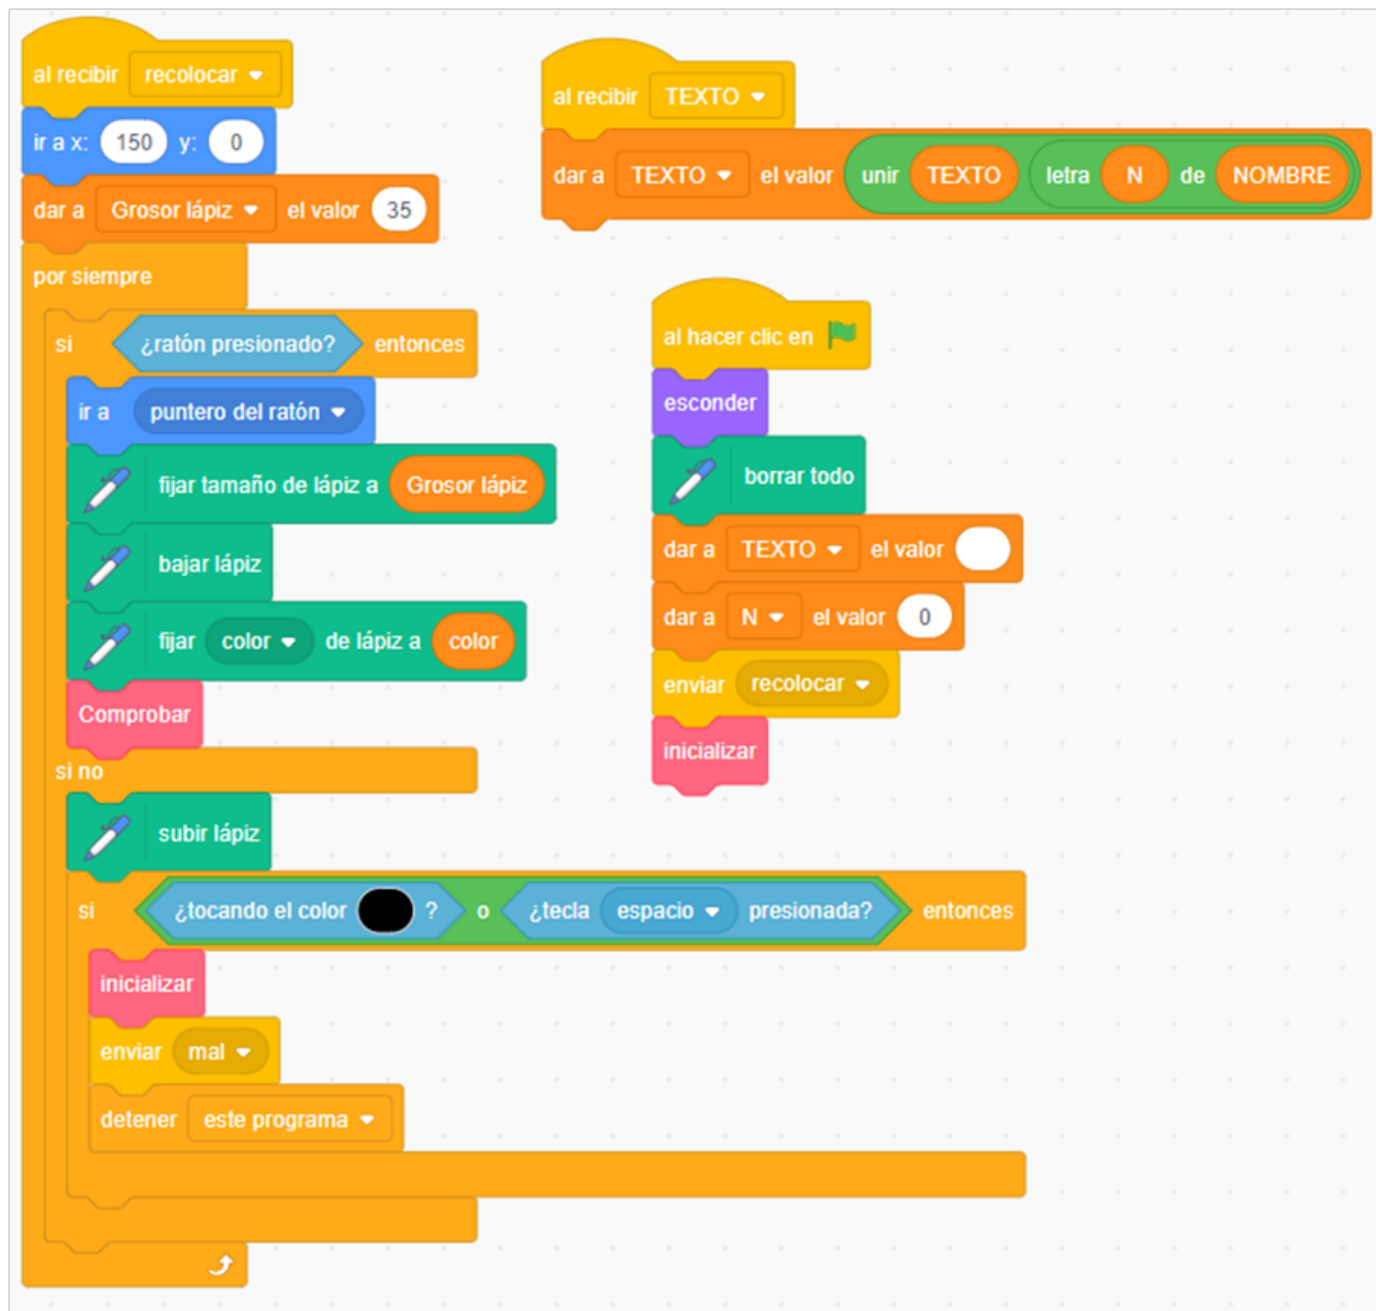 al recibir recolocar
ir a x: 150 y: 0
dar a Grosor lápiz el valor 35
por siempre
si ¿ratón presionado? entonces
ir a puntero del ratón
fijar tamaño de lápiz a Grosor lápiz
bajar lápiz
fijar color de lápiz a color
Comprobar
si no
subir lápiz
si ¿tocando el color ? o ¿tecla espacio presionada? entonces
inicializar
enviar mal
detener este programa
al recibir TEXTO
dar a TEXTO el valor unir TEXTO letra N de NOMBRE
al hacer clic en
esconder
borrar todo
dar a TEXTO el valor
dar a N el valor 0
enviar recolocar
inicializar